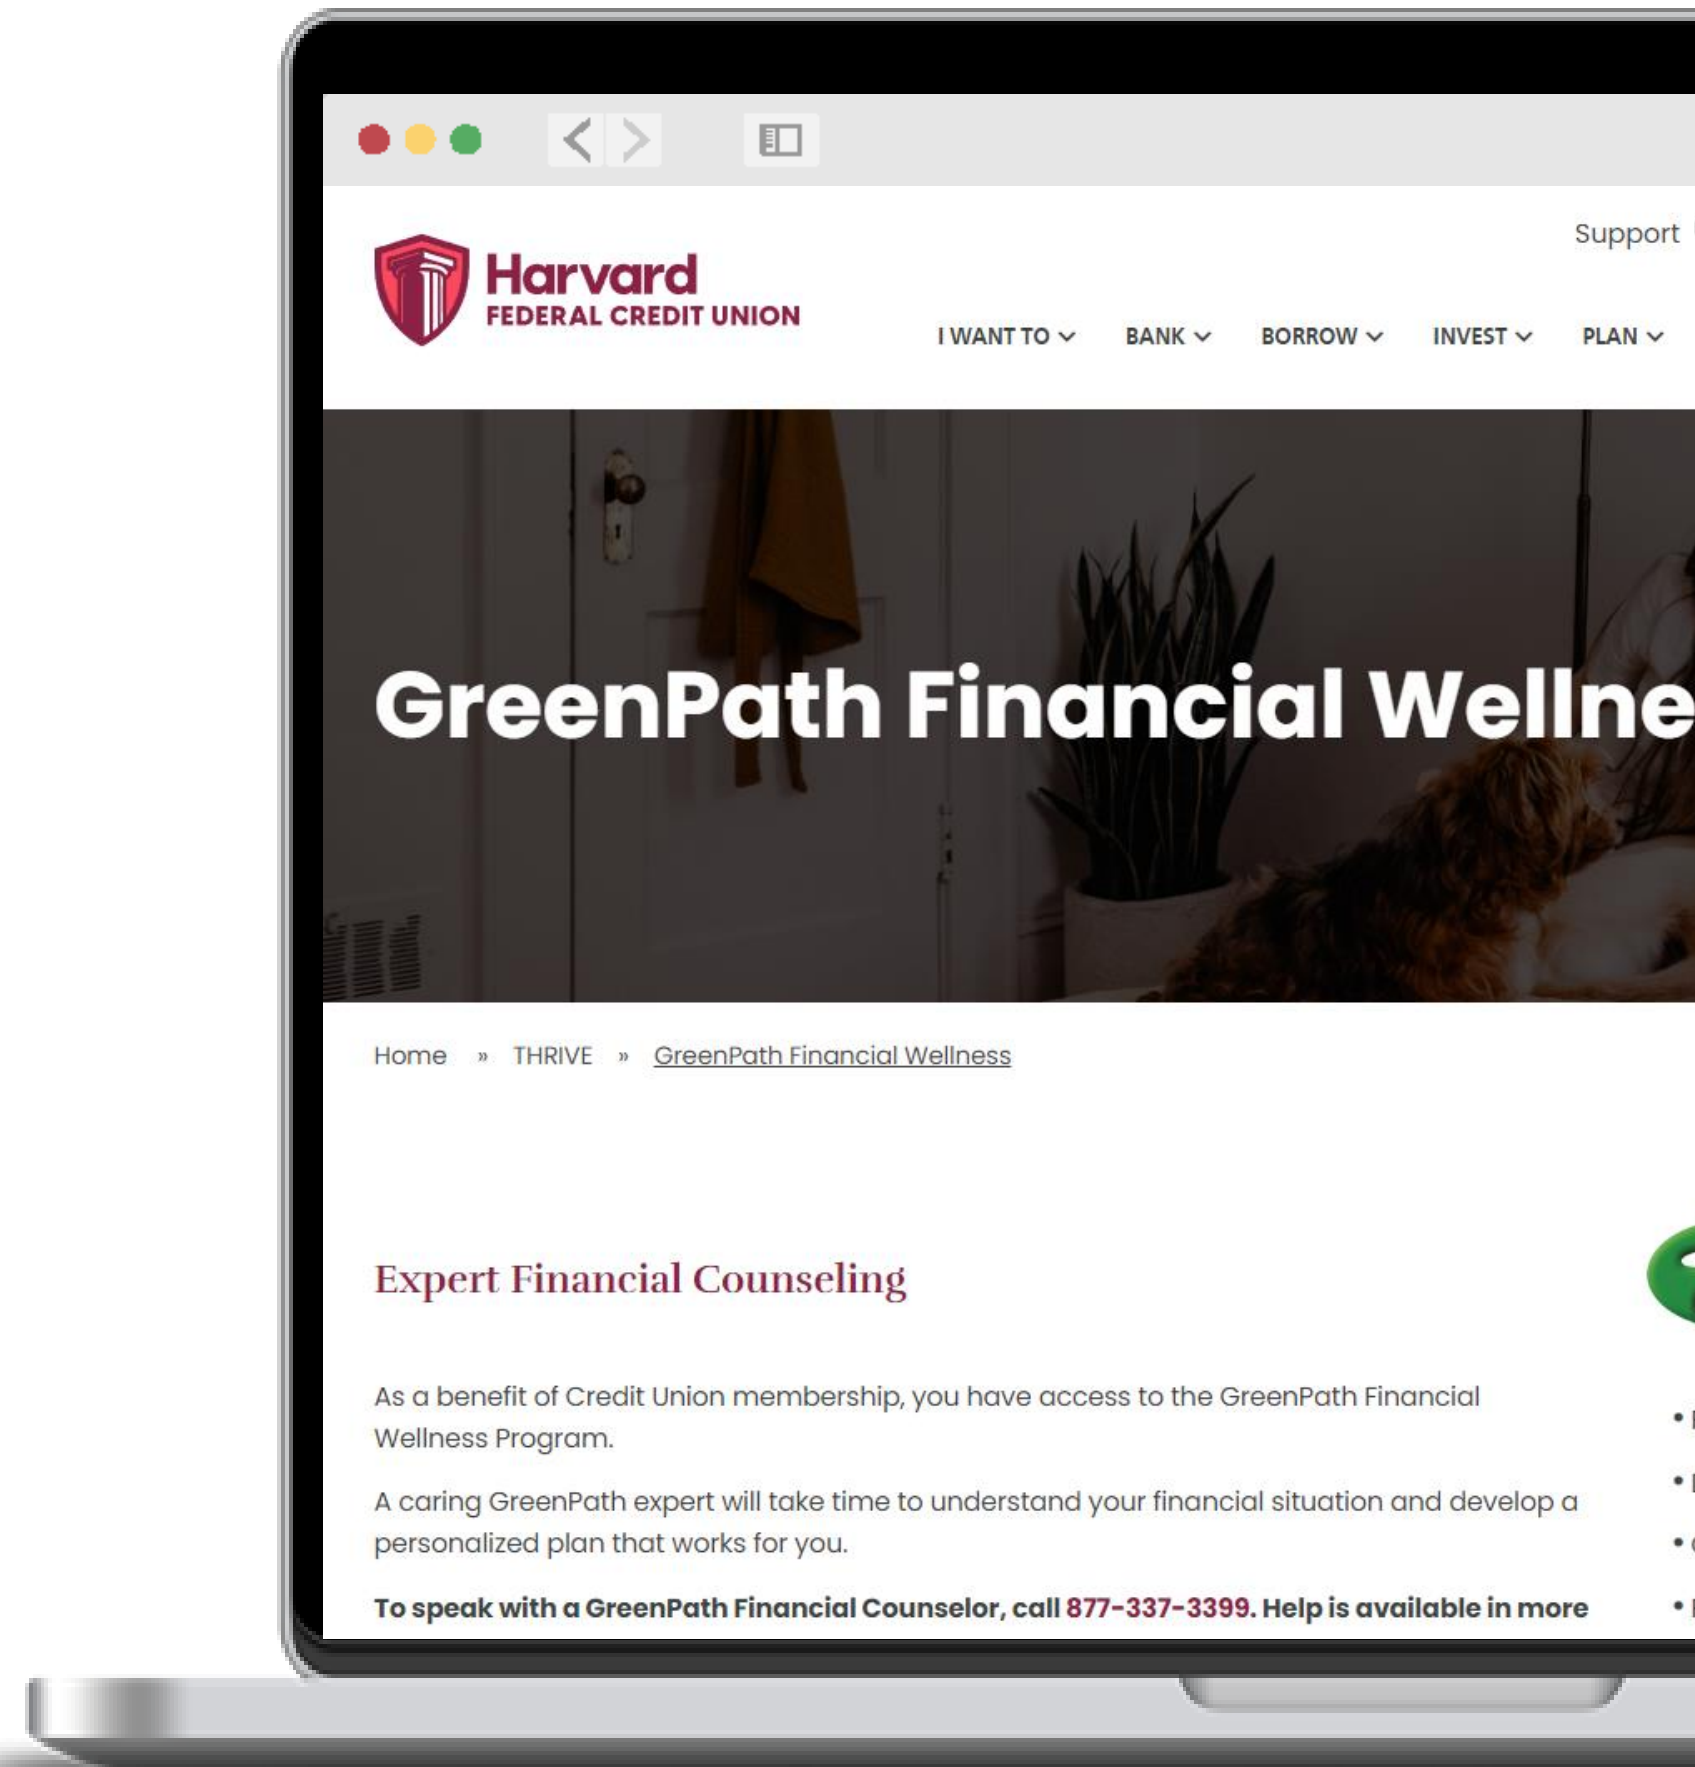 Support
Harvard
FEDERAL CREDIT UNION
I WANT TO BANK BORROW INVEST PLAN
GreenPath Financial
Home » THRIVE » GreenPath Financial Wellness
Expert Financial Counseling
As a benefit of Credit Union membership, you have access to the GreenPath Financial
Wellness Program.
A caring GreenPath expert will take time to understand your financial situation and develop a
personalized plan that works for you.
To speak with a GreenPath Financial Counselor, call 877-337-3399. Help is available in more